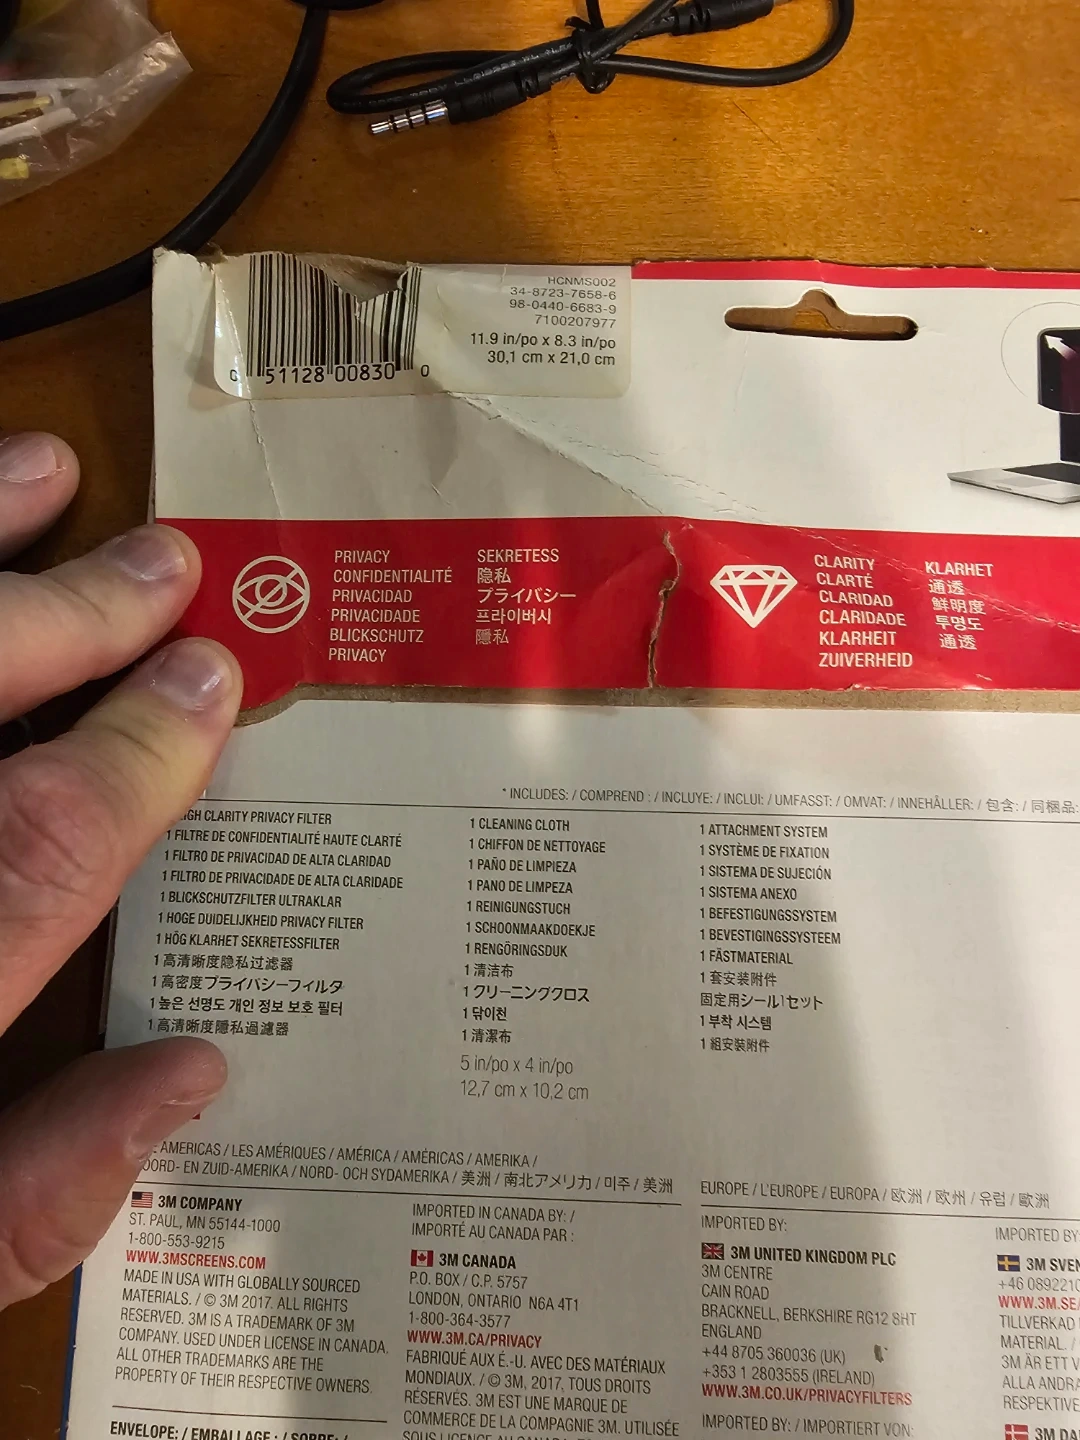 HCNMS002
34-8723-7658-6
98-0440-6683-9
7100207977
11.9 in/po x 8.3 in/po
30,1 cm x 21,0 cm
0 51128 00830 0
PRIVACY
CONFIDENTIALITÉ
PRIVACIDAD
PRIVACIDADE
BLICKSCHUTZ
PRIVACY
SEKRETESS
隐私
プライバシー
프라이버시
隱私
CLARITY
CLARTÉ
CLARIDAD
CLARIDADE
KLARHEIT
ZUIVERHEID
KLARHET
通透
鮮明度
투명도
通透
* INCLUDES: / COMPREND : / INCLUYE: / INCLUI: / UMFASST: / OMVAT: / INNEHÅLLER: / 包含: / 同梱品:
CLARITY PRIVACY FILTER
1 FILTRE DE CONFIDENTIALITÉ HAUTE CLARTÉ
1 FILTRO DE PRIVACIDAD DE ALTA CLARIDAD
1 FILTRO DE PRIVACIDADE DE ALTA CLARIDADE
1 BLICKSCHUTZFILTER ULTRAKLAR
1 HOGE DUIDELIJKHEID PRIVACY FILTER
1 HÖG KLARHET SEKRETESSFILTER
1 高清晰度隐私过滤器
1 高密度プライバシーフィルタ
1 높은 선명도 개인 정보 보호 필터
1 高清晰度隱私過濾器
1 CLEANING CLOTH
1 CHIFFON DE NETTOYAGE
1 PAÑO DE LIMPIEZA
1 PANO DE LIMPEZA
1 REINIGUNGSTUCH
1 SCHOONMAAKDOEKJE
1 RENGÖRINGSDUK
1 清洁布
1 クリーニングクロス
1 닦이천
1 清潔布
5 in/po x 4 in/po
12,7 cm x 10,2 cm
1 ATTACHMENT SYSTEM
1 SYSTÈME DE FIXATION
1 SISTEMA DE SUJECIÓN
1 SISTEMA ANEXO
1 BEFESTIGUNGSSYSTEM
1 BEVESTIGINGSSYSTEEM
1 FÄSTMATERIAL
1 套安装附件
固定用シール1セット
1 부착 시스템
1 組安裝附件
AMERICAS / LES AMÉRIQUES / AMÉRICA / AMÉRICAS / AMERIKA /
EN ZUID-AMERIKA / NORD- OCH SYDAMERIKA / 美洲 / 南北アメリカ / 미주 / 美洲
3M COMPANY
ST. PAUL, MN 55144-1000
1-800-553-9215
WWW.3MSCREENS.COM
MADE IN USA WITH GLOBALLY SOURCED
MATERIALS. / © 3M 2017. ALL RIGHTS
RESERVED. 3M IS A TRADEMARK OF 3M
COMPANY. USED UNDER LICENSE IN CANADA.
ALL OTHER TRADEMARKS ARE THE
PROPERTY OF THEIR RESPECTIVE OWNERS.
ENVELOPE: / EMBALLAGE : / SOBRE: /
IMPORTED IN CANADA BY: /
IMPORTÉ AU CANADA PAR :
3M CANADA
P.O. BOX / C.P. 5757
LONDON, ONTARIO N6A 4T1
1-800-364-3577
WWW.3M.CA/PRIVACY
FABRIQUÉ AUX É.-U. AVEC DES MATÉRIAUX
MONDIAUX. / © 3M, 2017, TOUS DROITS
RÉSERVÉS. 3M EST UNE MARQUE DE
COMMERCE DE LA COMPAGNIE 3M. UTILISÉE
SOUS LICENCE AU CANADA.
EUROPE / L'EUROPE / EUROPA / 欧洲 / 欧州 / 유럽 / 歐洲
IMPORTED BY:
3M UNITED KINGDOM PLC
3M CENTRE
CAIN ROAD
BRACKNELL, BERKSHIRE RG12 8HT
ENGLAND
+44 8705 360036 (UK)
+353 1 2803555 (IRELAND)
WWW.3M.CO.UK/PRIVACYFILTERS
IMPORTED BY: / IMPORTIERT VON:
IMPORTED BY:
3M
+46
WWW.3M.SE
TILLVERKAD
MATERIAL. /
3M ÄR ETT
ALLA
3M